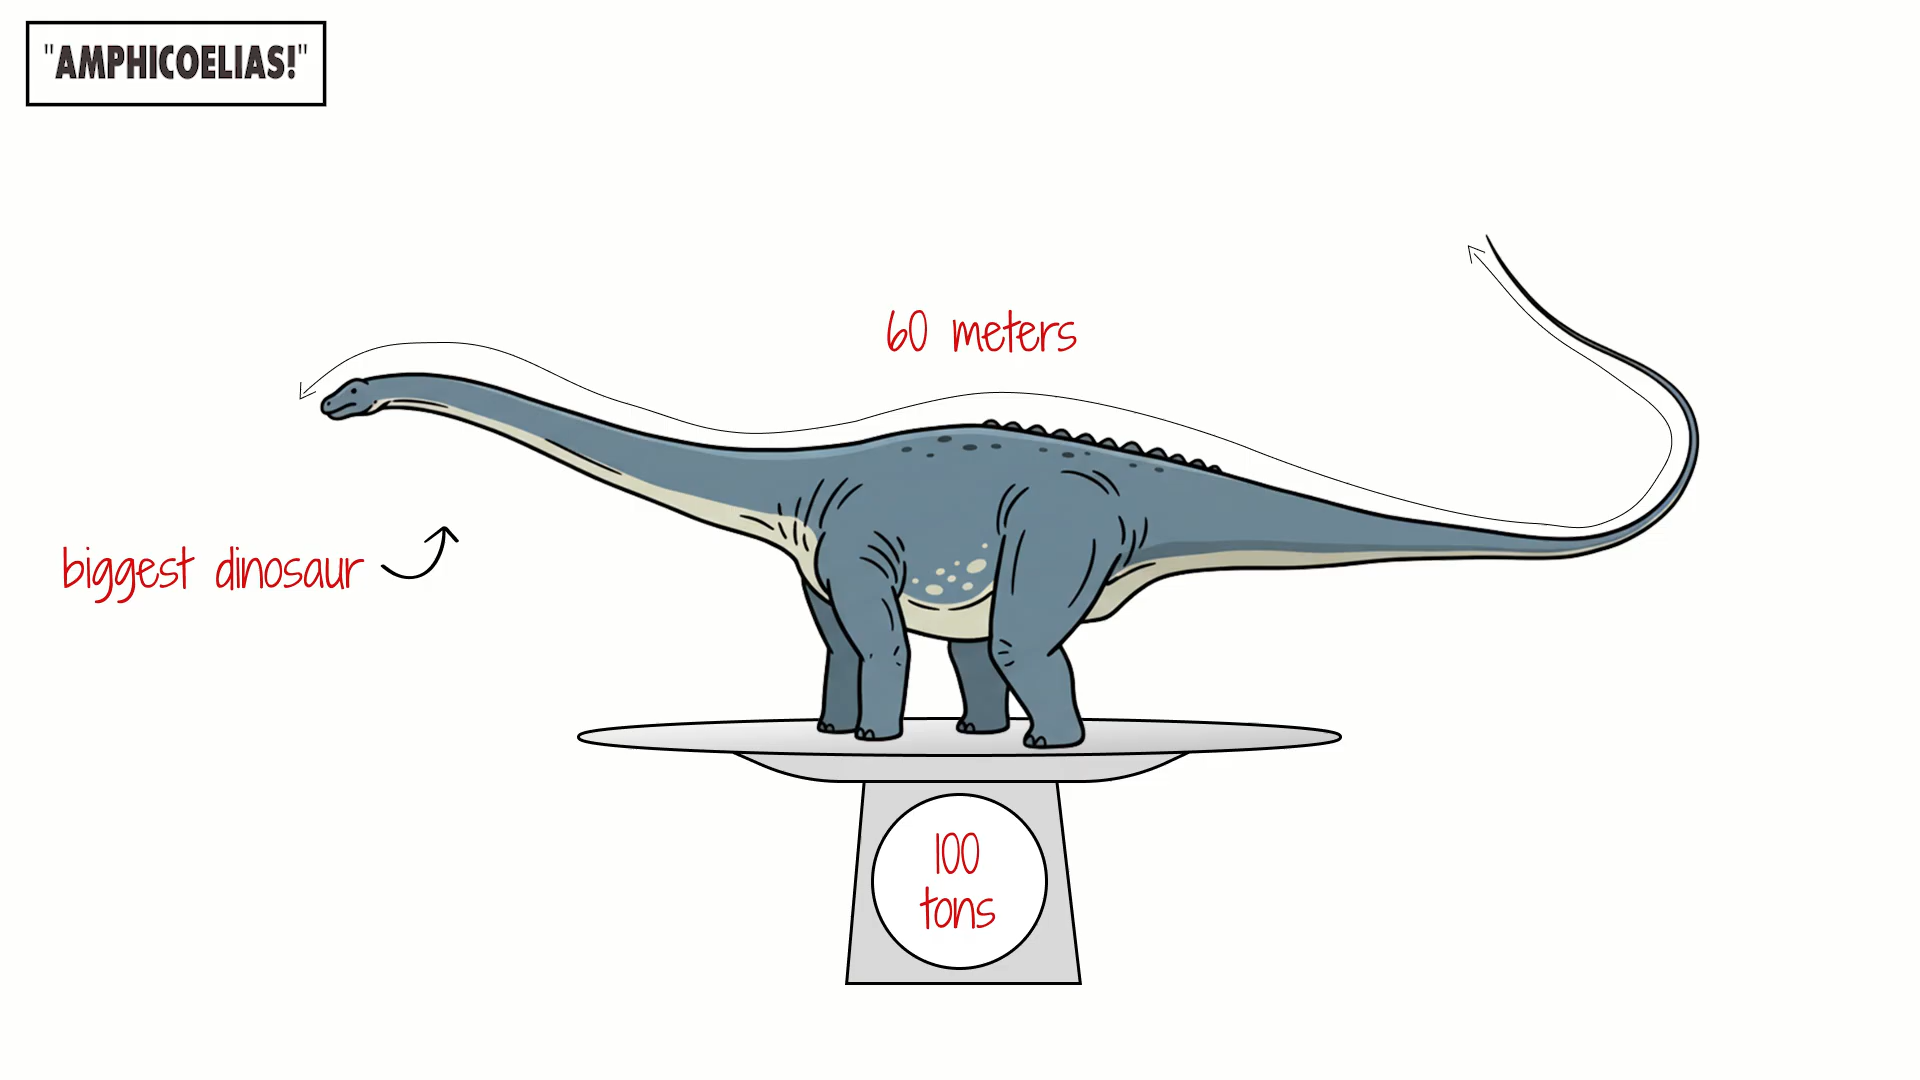 "AMPHICOELIAS!"
60 meters
biggest dinosaur
100
tons